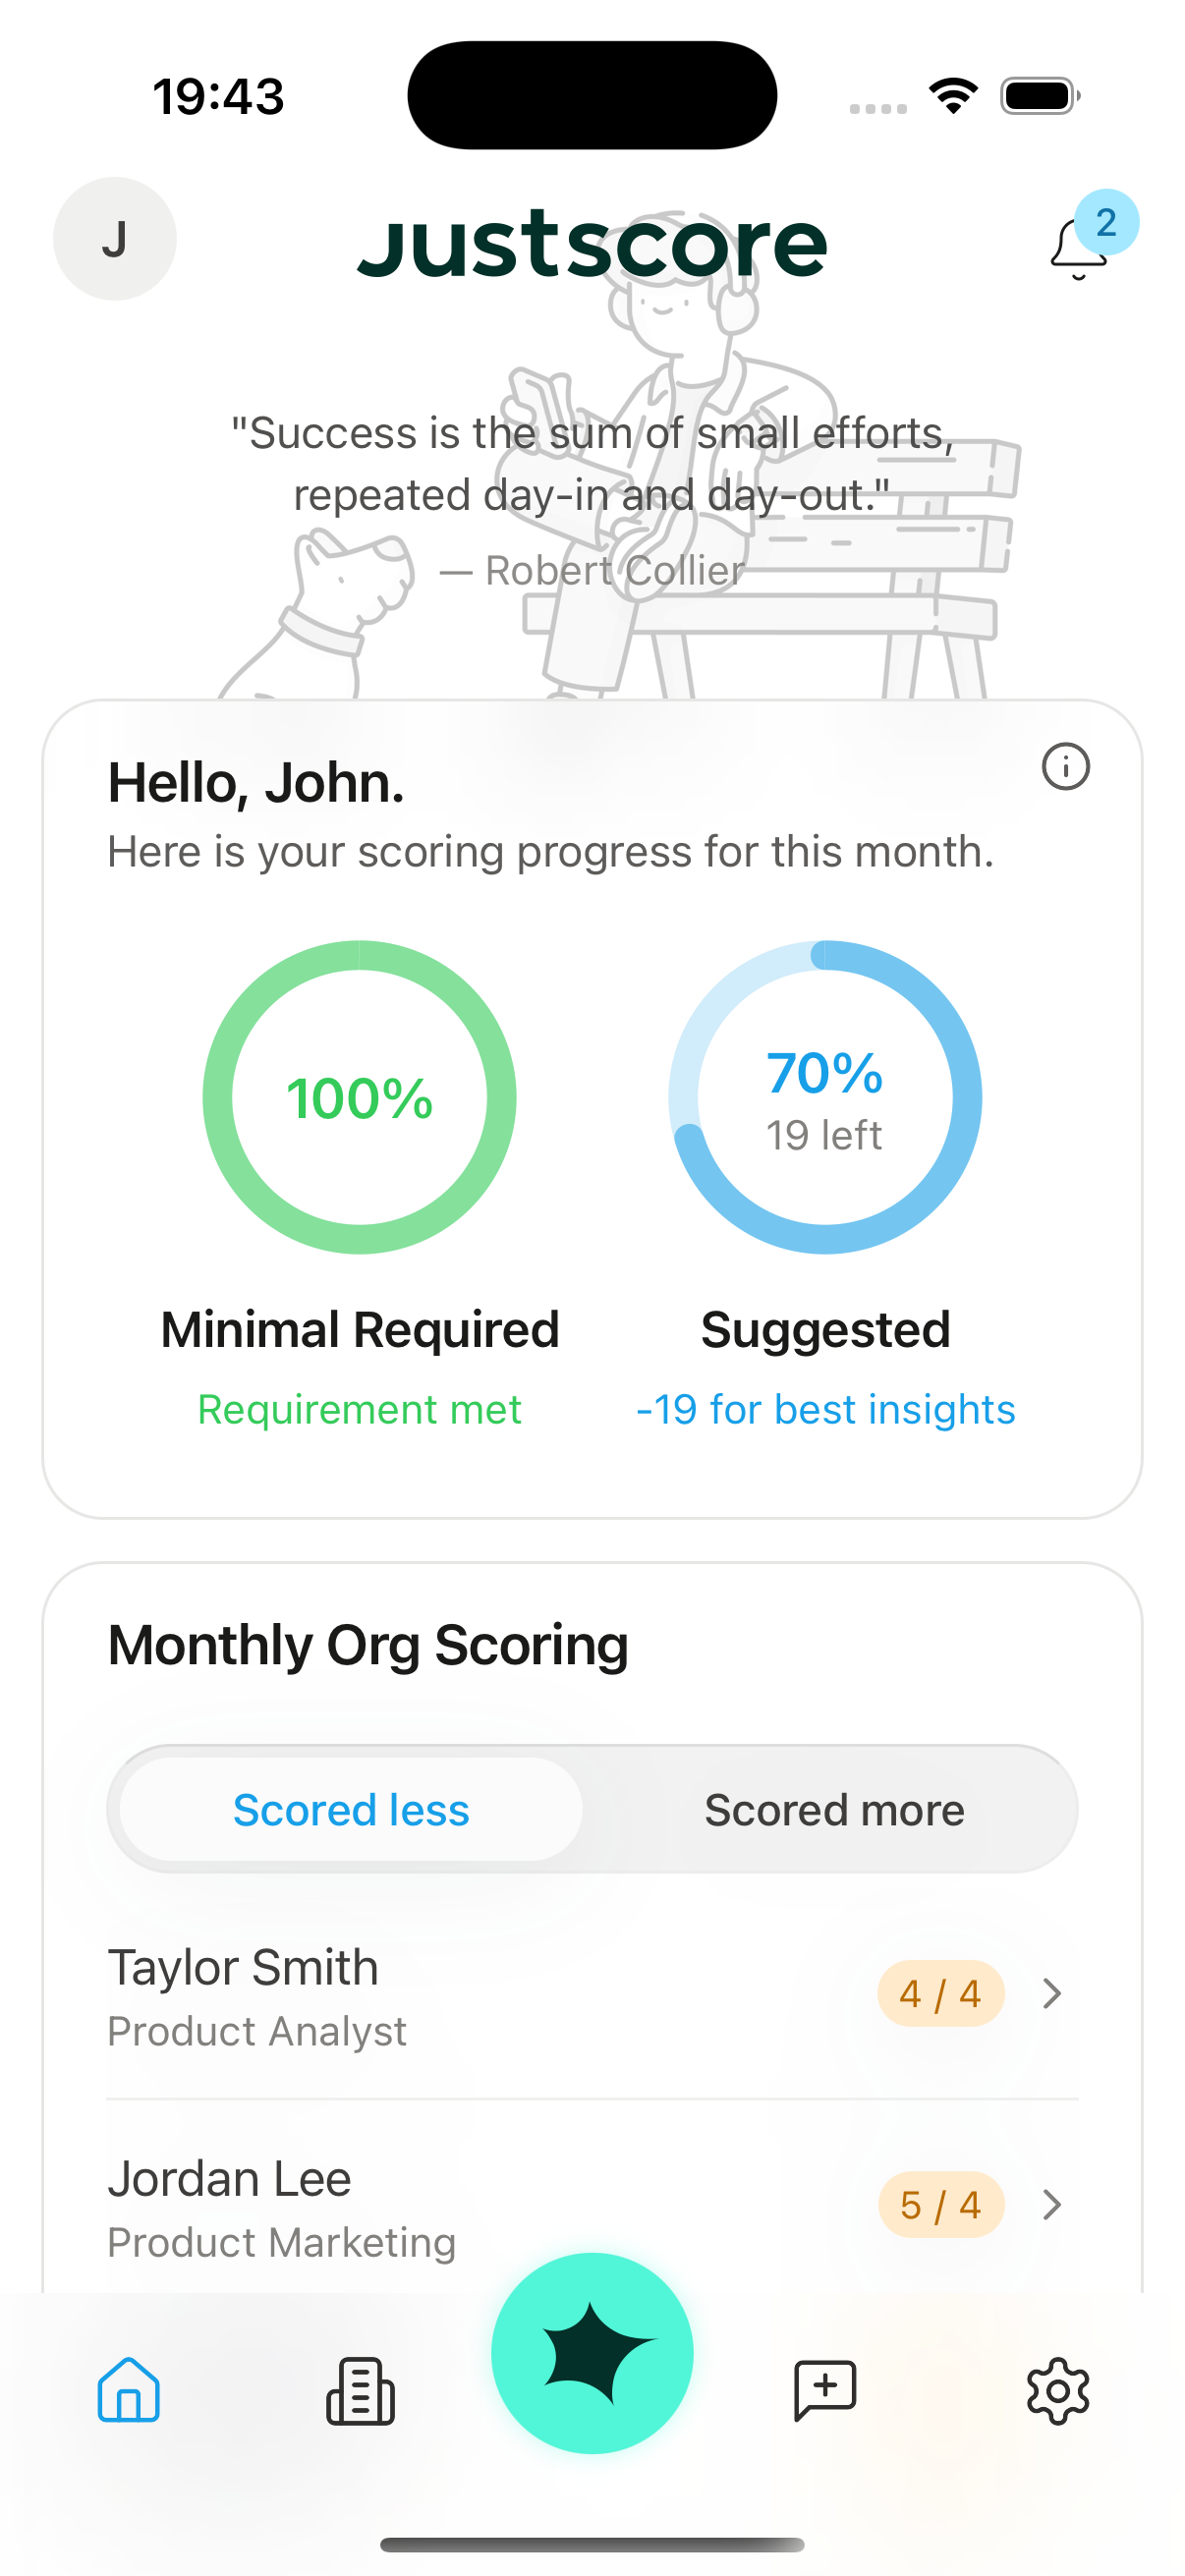 19:43
J
justscore
2
"Success is the sum of small efforts,
repeated day-in and day-out."
— Robert Collier
Hello, John.
Here is your scoring progress for this month.
100%
70%
19 left
Minimal Required
Suggested
Requirement met
-19 for best insights
Monthly Org Scoring
Scored less
Scored more
Taylor Smith
4 / 4
Product Analyst
Jordan Lee
5 / 4
Product Marketing